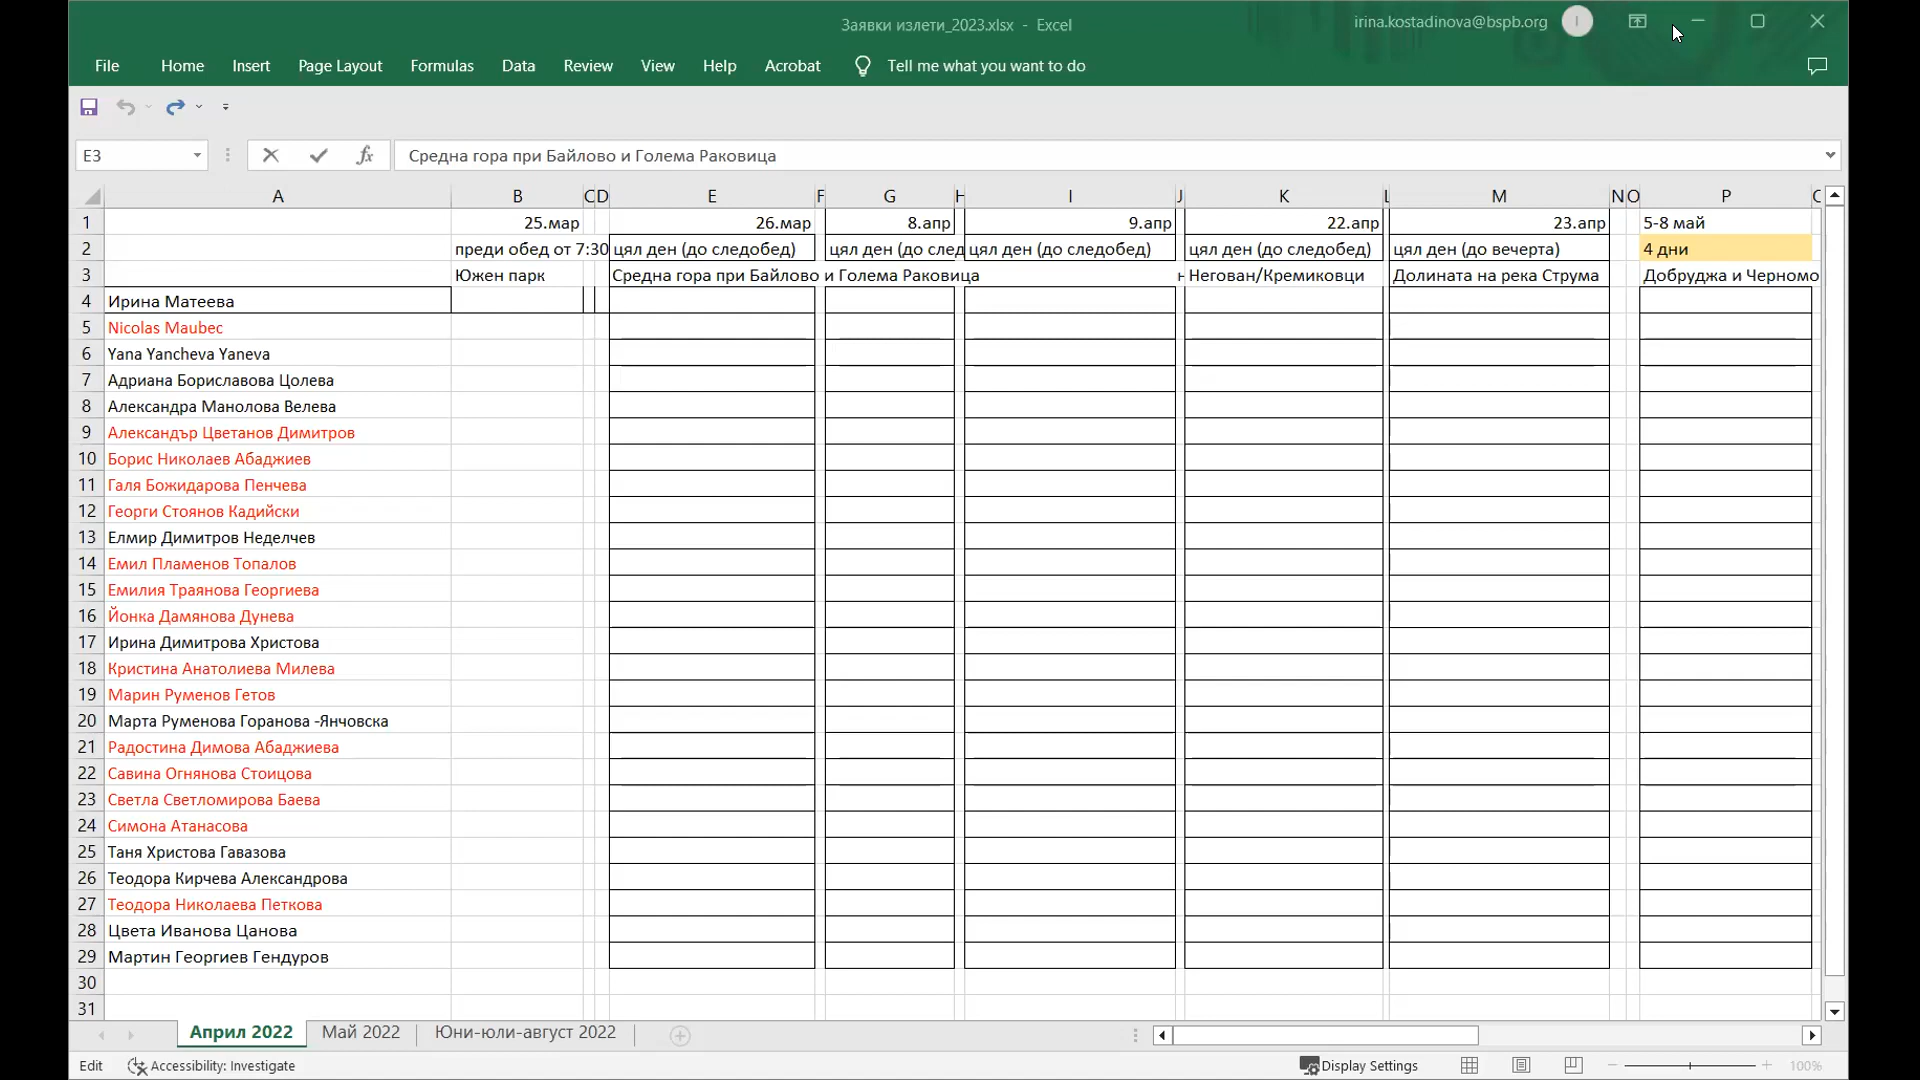 Заявки излети_2023.xlsx - Excel
irina.kostadinova@bspb.org
I
File Home Insert Page Layout Formulas Data Review View Help Acrobat Tell me what you want to do
E3
fx
Средна гора при Байлово и Голема Раковица
A B C D E F G H I J K L M N O P
1 25.мар 26.мар 8.апр 9.апр 22.апр 23.апр 5-8 май
2 преди обед от 7:30 цял ден (до следобед) цял ден (до след цял ден (до следобед) цял ден (до следобед) цял ден (до вечерта) 4 дни
3 Южен парк Средна гора при Байлово и Голема Раковица Негован/Кремиковци Долината на река Струма Добруджа и Черномо
4 Ирина Матеева
5 Nicolas Maubec
6 Yana Yancheva Yaneva
7 Адриана Бориславова Цолева
8 Александра Манолова Велева
9 Александър Цветанов Димитров
10 Борис Николаев Абаджиев
11 Галя Божидарова Пенчева
12 Георги Стоянов Кадийски
13 Елмир Димитров Неделчев
14 Емил Пламенов Топалов
15 Емилия Траянова Георгиева
16 Йонка Дамянова Дунева
17 Ирина Димитрова Христова
18 Кристина Анатолиева Милева
19 Марин Руменов Гетов
20 Марта Руменова Горанова -Янчовска
21 Радостина Димова Абаджиева
22 Савина Огнянова Стоицова
23 Светла Светломирова Баева
24 Симона Атанасова
25 Таня Христова Гавазова
26 Теодора Кирчева Александрова
27 Теодора Николаева Петкова
28 Цвета Иванова Цанова
29 Мартин Георгиев Гендуров
30
31
Април 2022 Май 2022 Юни-юли-август 2022
Edit Accessibility: Investigate Display Settings 100%